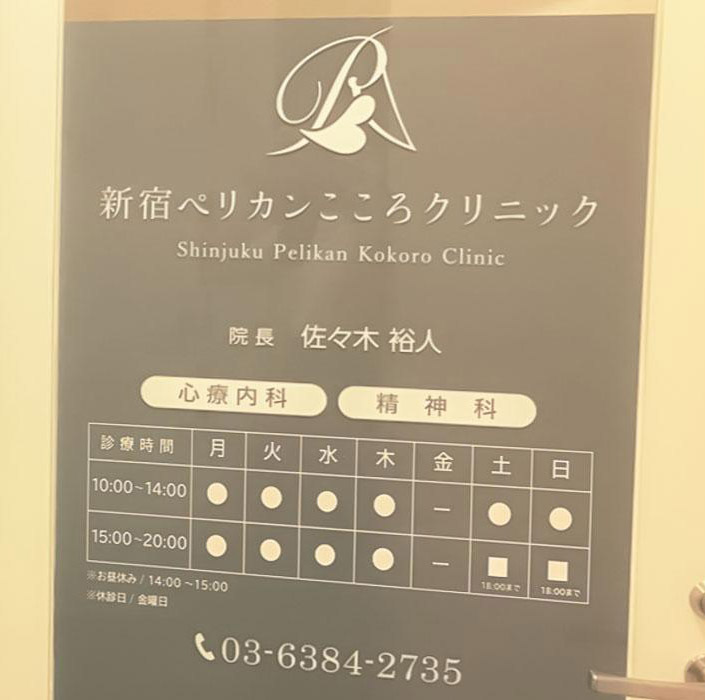 新宿ペリカンこころクリニック
Shinjuku Pelikan Kokoro Clinic
院長 佐々木 裕人
心療内科 精神科
診療時間 月 火 水 木 金 土 日
10:00~14:00 ● ● ● ● － ● ●
15:00~20:00 ● ● ● ● － ■ ■
18:00まで 18:00まで
※お昼休み / 14:00 ~15:00
※休診日 / 金曜日
03-6384-2735